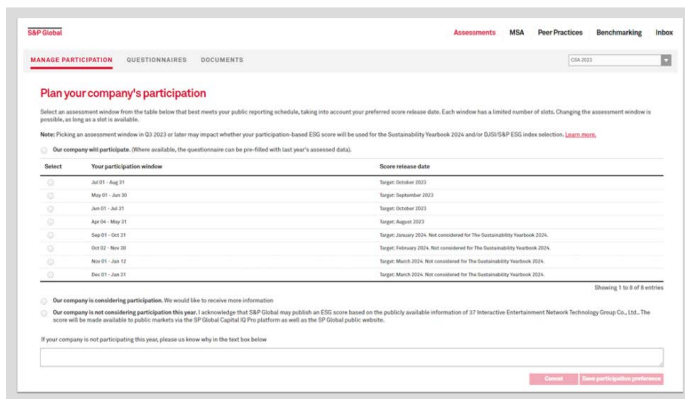 S&P Global
Assessments MSA Peer Practices Benchmarking Inbox
MANAGE PARTICIPATION QUESTIONNAIRES DOCUMENTS
CSA 2023
Plan your company's participation
Select an assessment window from the table below that best meets your public reporting schedule, taking into account your preferred score release date. Each window has a limited number of slots. Changing the assessment window is
possible, as long as a slot is available.
Note: Picking an assessment window in Q3 2023 or later may impact whether your participation-based ESG score will be used for the Sustainability Yearbook 2024 and/or DJSI/S&P ESG index selection. Learn more.
Our company will participate. (Where available, the questionnaire can be pre-filled with last year's assessed data).
Select Your participation window Score release date
Jul 01 - Aug 31 Target: October 2023
May 01 - Jun 30 Target: September 2023
Jun 01 - Jul 31 Target: October 2023
Apr 04 - May 31 Target: August 2023
Sep 01 - Oct 31 Target: January 2024. Not considered for The Sustainability Yearbook 2024.
Oct 02 - Nov 30 Target: February 2024. Not considered for The Sustainability Yearbook 2024.
Nov 01 - Jan 12 Target: March 2024. Not considered for The Sustainability Yearbook 2024.
Dec 01 - Jan 31 Target: March 2024. Not considered for The Sustainability Yearbook 2024.
Showing 1 to 8 of 8 entries
Our company is considering participation. We would like to receive more information
Our company is not considering participation this year. I acknowledge that S&P Global may publish an ESG score based on the publicly available information of 37 Interactive Entertainment Network Technology Group Co., Ltd.. The
score will be made available to public markets via the SP Global Capital IQ Pro platform as well as the SP Global public website.
If your company is not participating this year, please us know why in the text box below
Cancel Save participation preference